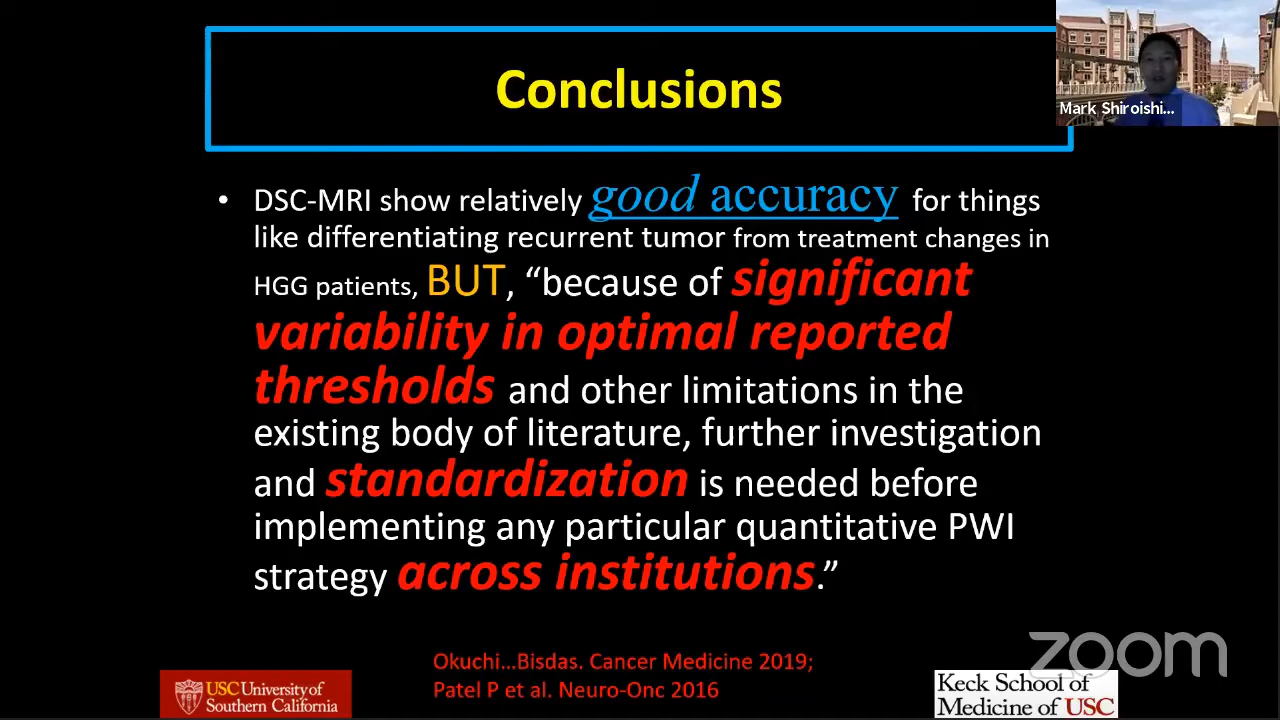 Conclusions
Mark Shiroishi...
• DSC-MRI show relatively good accuracy for things
like differentiating recurrent tumor from treatment changes in
HGG patients, BUT, “because of significant
variability in optimal reported
thresholds and other limitations in the
existing body of literature, further investigation
and standardization is needed before
implementing any particular quantitative PWI
strategy across institutions.”
Okuchi…Bisdas. Cancer Medicine 2019;
Patel P et al. Neuro-Onc 2016
USC University of
Southern California
zoom
Keck School of
Medicine of USC